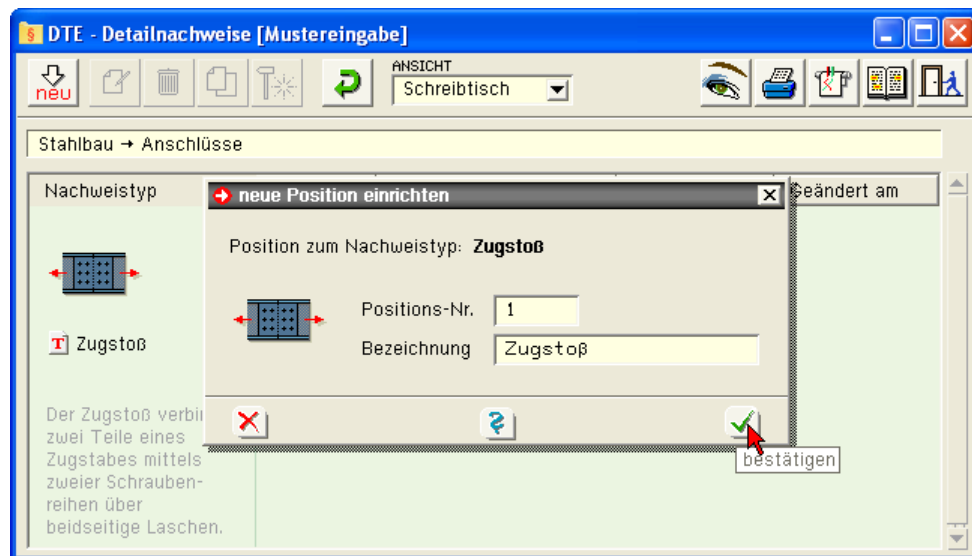 DTE - Detailnachweise [Mustereingabe]
neu
ANSICHT
Schreibtisch
Stahlbau → Anschlüsse
Nachweistyp
Geändert am
neue Position einrichten
Position zum Nachweistyp: Zugstoß
Positions-Nr. 1
Bezeichnung Zugstoß
T Zugstoß
bestätigen
Der Zugstoß verbin
zwei Teile eines
Zugstabes mittels
zweier Schrauben-
reihen über
beidseitige Laschen.